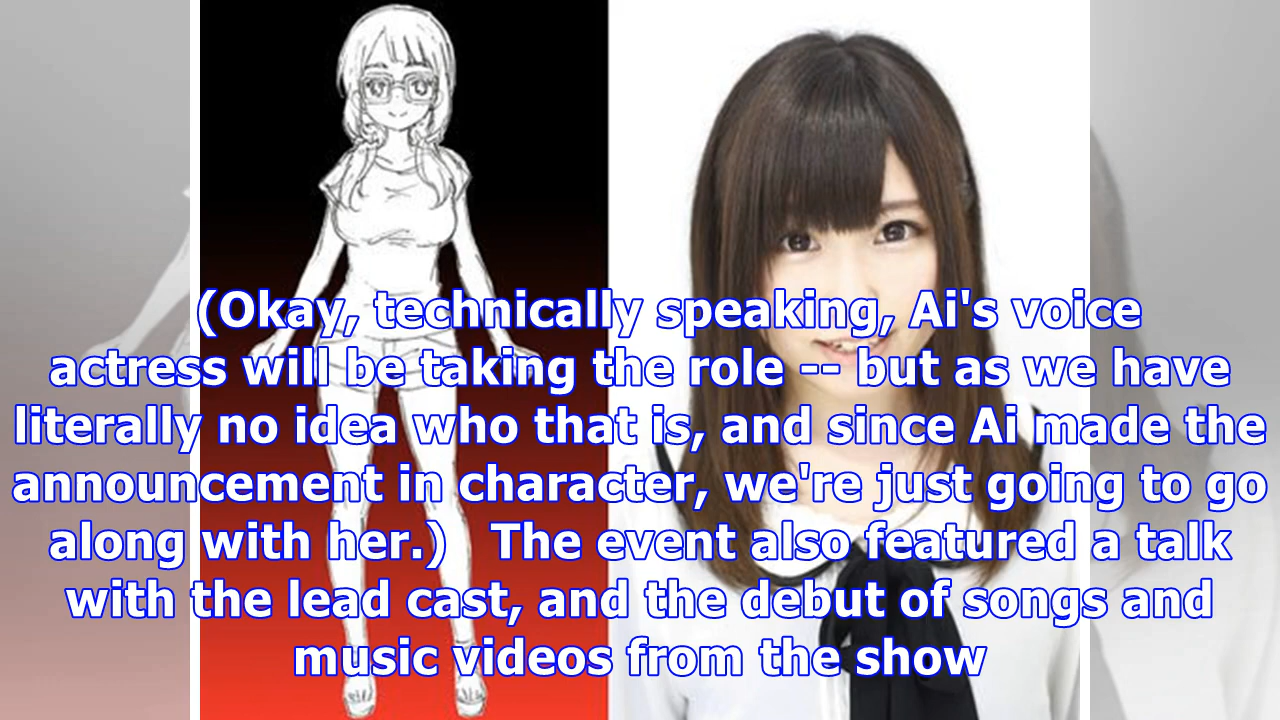 (Okay, technically speaking, Ai's voice
actress will be taking the role -- but as we have
literally no idea who that is, and since Ai made the
announcement in character, we're just going to go
along with her.)   The event also featured a talk
with the lead cast, and the debut of songs and
music videos from the show